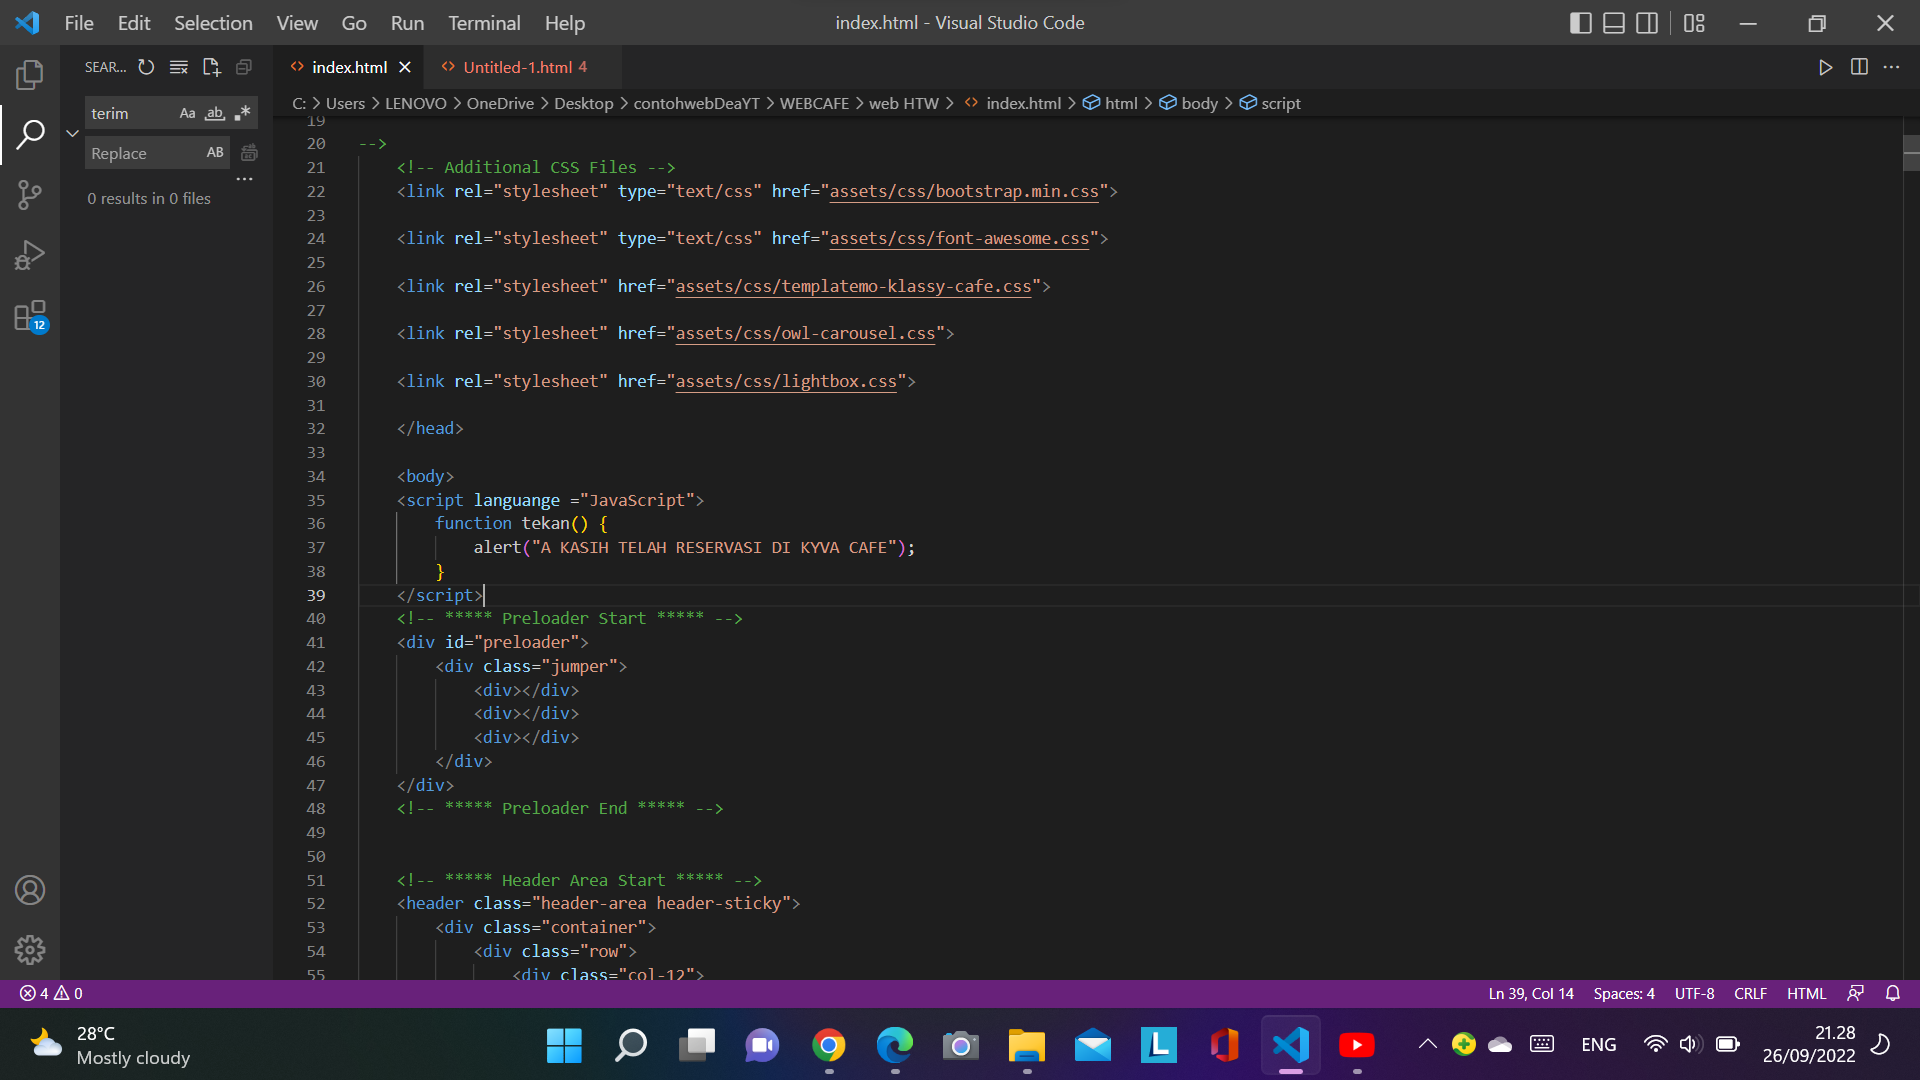 File Edit Selection View Go Run Terminal Help
index.html - Visual Studio Code
SEAR...
terim Aa ab .*
Replace AB
...
0 results in 0 files
12
index.html
Untitled-1.html 4
C: > Users > LENOVO > OneDrive > Desktop > contohwebDeaYT > WEBCAFE > web HTW > <> index.html > html > body > script
19
20 -->
21 <!-- Additional CSS Files -->
22 <link rel="stylesheet" type="text/css" href="assets/css/bootstrap.min.css">
23
24 <link rel="stylesheet" type="text/css" href="assets/css/font-awesome.css">
25
26 <link rel="stylesheet" href="assets/css/templatemo-klassy-cafe.css">
27
28 <link rel="stylesheet" href="assets/css/owl-carousel.css">
29
30 <link rel="stylesheet" href="assets/css/lightbox.css">
31
32 </head>
33
34 <body>
35 <script languange ="JavaScript">
36 function tekan() {
37 alert("A KASIH TELAH RESERVASI DI KYVA CAFE");
38 }
39 </script>
40 <!-- ***** Preloader Start ***** -->
41 <div id="preloader">
42 <div class="jumper">
43 <div></div>
44 <div></div>
45 <div></div>
46 </div>
47 </div>
48 <!-- ***** Preloader End ***** -->
49
50
51 <!-- ***** Header Area Start ***** -->
52 <header class="header-area header-sticky">
53 <div class="container">
54 <div class="row">
55 <div class="col-12">
4 0
Ln 39, Col 14 Spaces: 4 UTF-8 CRLF HTML
28°C
Mostly cloudy
L
ENG
21.28
26/09/2022